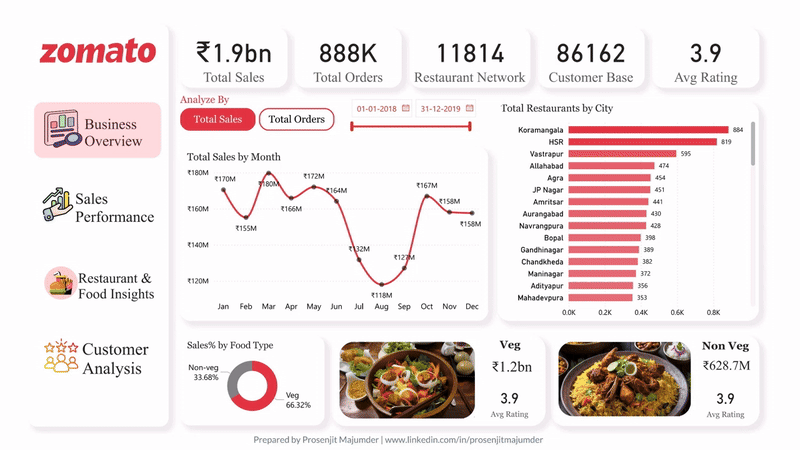 zomato
₹1.9bn
Total Sales
888K
Total Orders
11814
Restaurant Network
86162
Customer Base
3.9
Avg Rating
Business
Overview
Sales
Performance
Restaurant &
Food Insights
Customer
Analysis
Analyze By
Total Sales
Total Orders
01-01-2018
31-12-2019
Total Sales by Month
₹180M
₹160M
₹140M
₹120M
₹170M
₹155M
₹180M
₹166M
₹172M
₹164M
₹132M
₹118M
₹127M
₹167M
₹158M
₹158M
Jan Feb Mar Apr May Jun Jul Aug Sep Oct Nov Dec
Total Restaurants by City
Koramangala 884
HSR 819
Vastrapur 595
Allahabad 474
Agra 454
JP Nagar 451
Amritsar 441
Aurangabad 430
Navrangpura 428
Bopal 398
Gandhinagar 389
Chandkheda 382
Maninagar 372
Adityapur 356
Mahadevpura 353
0.0K 0.2K 0.4K 0.6K 0.8K
Sales% by Food Type
Non-veg
33.68%
Veg
66.32%
Veg
₹1.2bn
3.9
Avg Rating
Non Veg
₹628.7M
3.9
Avg Rating
Prepared by Prosenjit Majumder | www.linkedin.com/in/prosenjitmajumder